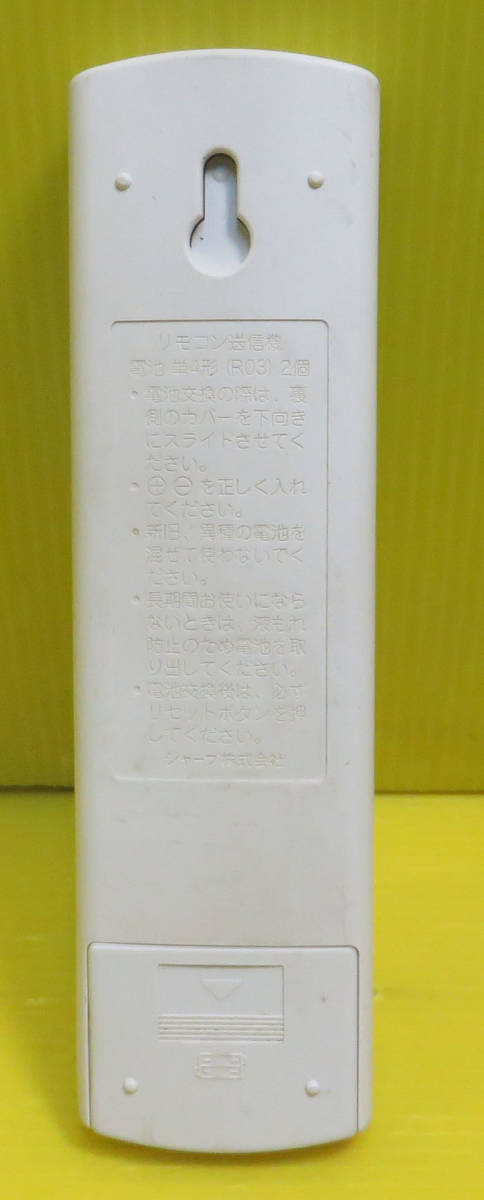 リモコン送信機
電池 単4形 (R03) 2個
・電池交換の際は、裏
側のカバーを下向き
にスライドさせてく
ださい。
・⊕⊖を正しく入れ
てください。
・新旧、異種の電池を
混ぜて使わないでく
ださい。
・長期間お使いになら
ないときは、液もれ
防止のため電池を取
り出してください。
・電池交換後は、必ず
リセットボタンを押
してください。
シャープ株式会社